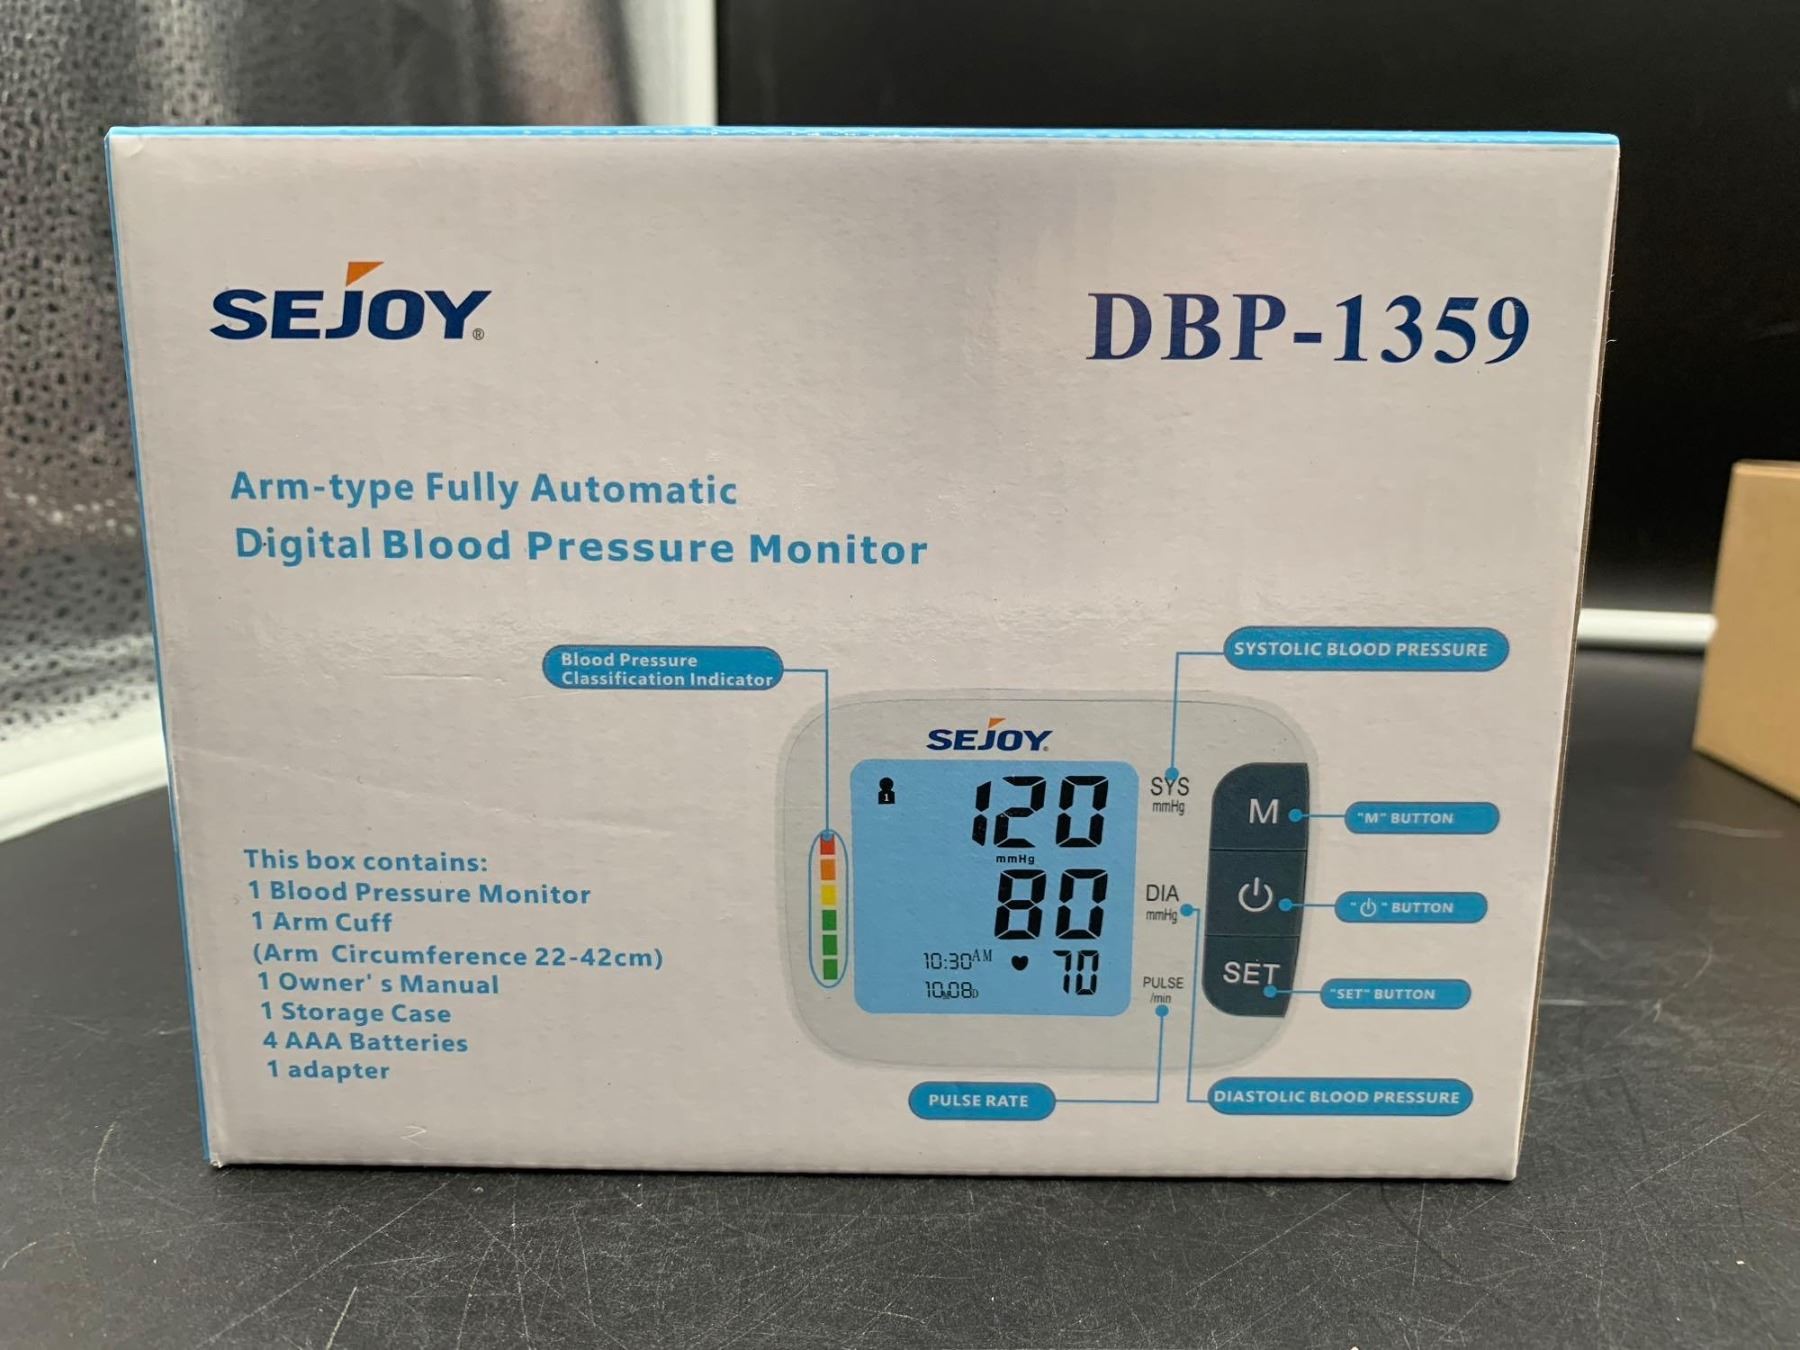 SEJOY®
DBP-1359
Arm-type Fully Automatic
Digital Blood Pressure Monitor
Blood Pressure
Classification Indicator
SYSTOLIC BLOOD PRESSURE
SEJOY
1
120
SYS
mmHg
mmHg
M
"M" BUTTON
80
DIA
mmHg
"⏻" BUTTON
10:30AM
70
10M08D
PULSE
/min
SET
"SET" BUTTON
PULSE RATE
DIASTOLIC BLOOD PRESSURE
This box contains:
1 Blood Pressure Monitor
1 Arm Cuff
(Arm Circumference 22-42cm)
1 Owner's Manual
1 Storage Case
4 AAA Batteries
1 adapter